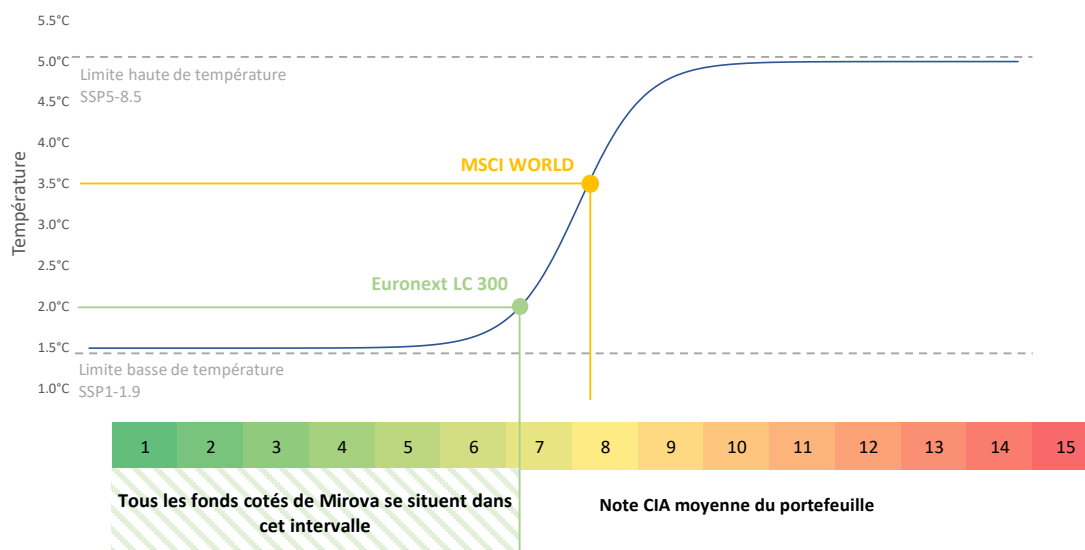 5.5°C
5.0°C
Limite haute de température
SSP5-8.5
4.5°C
4.0°C
MSCI WORLD
3.5°C
Température
3.0°C
2.5°C
Euronext LC 300
2.0°C
1.5°C
Limite basse de température
SSP1-1.9
1.0°C
1 2 3 4 5 6 7 8 9 10 11 12 13 14 15
Tous les fonds cotés de Mirova se situent dans
cet intervalle
Note CIA moyenne du portefeuille